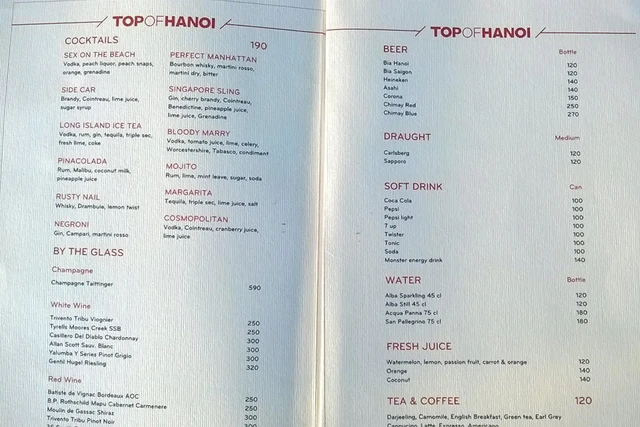 TOPOFHANOI
COCKTAILS 190
SEX ON THE BEACH
Vodka, peach liquor, peach snaps,
orange, grenadine
SIDE CAR
Brandy, Cointreau, lime juice,
sugar syrup
LONG ISLAND ICE TEA
Vodka, rum, gin, tequila, triple sec,
fresh lime, coke
PINACOLADA
Rum, Malibu, coconut milk,
pineapple juice
RUSTY NAIL
Whisky, Drambuie, lemon twist
NEGRONI
Gin, Campari, martini rosso
PERFECT MANHATTAN
Bourbon whisky, martini rosso,
martini dry, bitter
SINGAPORE SLING
Gin, cherry brandy, Cointreau,
Benedictine, pineapple juice,
lime juice, Grenadine
BLOODY MARRY
Vodka, tomato juice, lime, celery,
Worcestershire, Tabasco, condiment
MOJITO
Rum, lime, mint leave, sugar, soda
MARGARITA
Tequila, triple sec, lime juice, salt
COSMOPOLITAN
Vodka, Cointreau, cranberry juice,
lime juice
BY THE GLASS
Champagne
Champagne Taittinger 590
White Wine
Trivento Tribu Viognier 250
Tyrells Moores Creek SSB 250
Casillero Del Diablo Chardonnay 300
Allan Scott Sauv. Blanc 300
Yalumba Y Series Pinot Grigio 300
Gentil Hugel Riesling 320
Red Wine
Batiste de Vignac Bordeaux AOC 250
B.P. Rothschild Mapu Cabernet Carmenere 250
Moulin de Gassac Shiraz 250
Trivento Tribu Pinot Noir 300
TOPOFHANOI
BEER Bottle
Bia Hanoi 120
Bia Saigon 120
Heineken 140
Asahi 140
Corona 150
Chimay Red 250
Chimay Blue 270
DRAUGHT Medium
Carlsberg 120
Sapporo 120
SOFT DRINK Can
Coca Cola 100
Pepsi 100
Pepsi light 100
7 up 100
Twister 100
Tonic 100
Soda 100
Monster energy drink 140
WATER Bottle
Alba Sparkling 45 cl 120
Alba Still 45 cl 120
Acqua Panna 75 cl 180
San Pellegrino 75 cl 180
FRESH JUICE
Watermelon, lemon, passion fruit, carrot & orange 120
Orange 140
Coconut 140
TEA & COFFEE 120
Darjeeling, Camomile, English Breakfast, Green tea, Earl Grey
Cappucino, Latte, Espresso, Americano